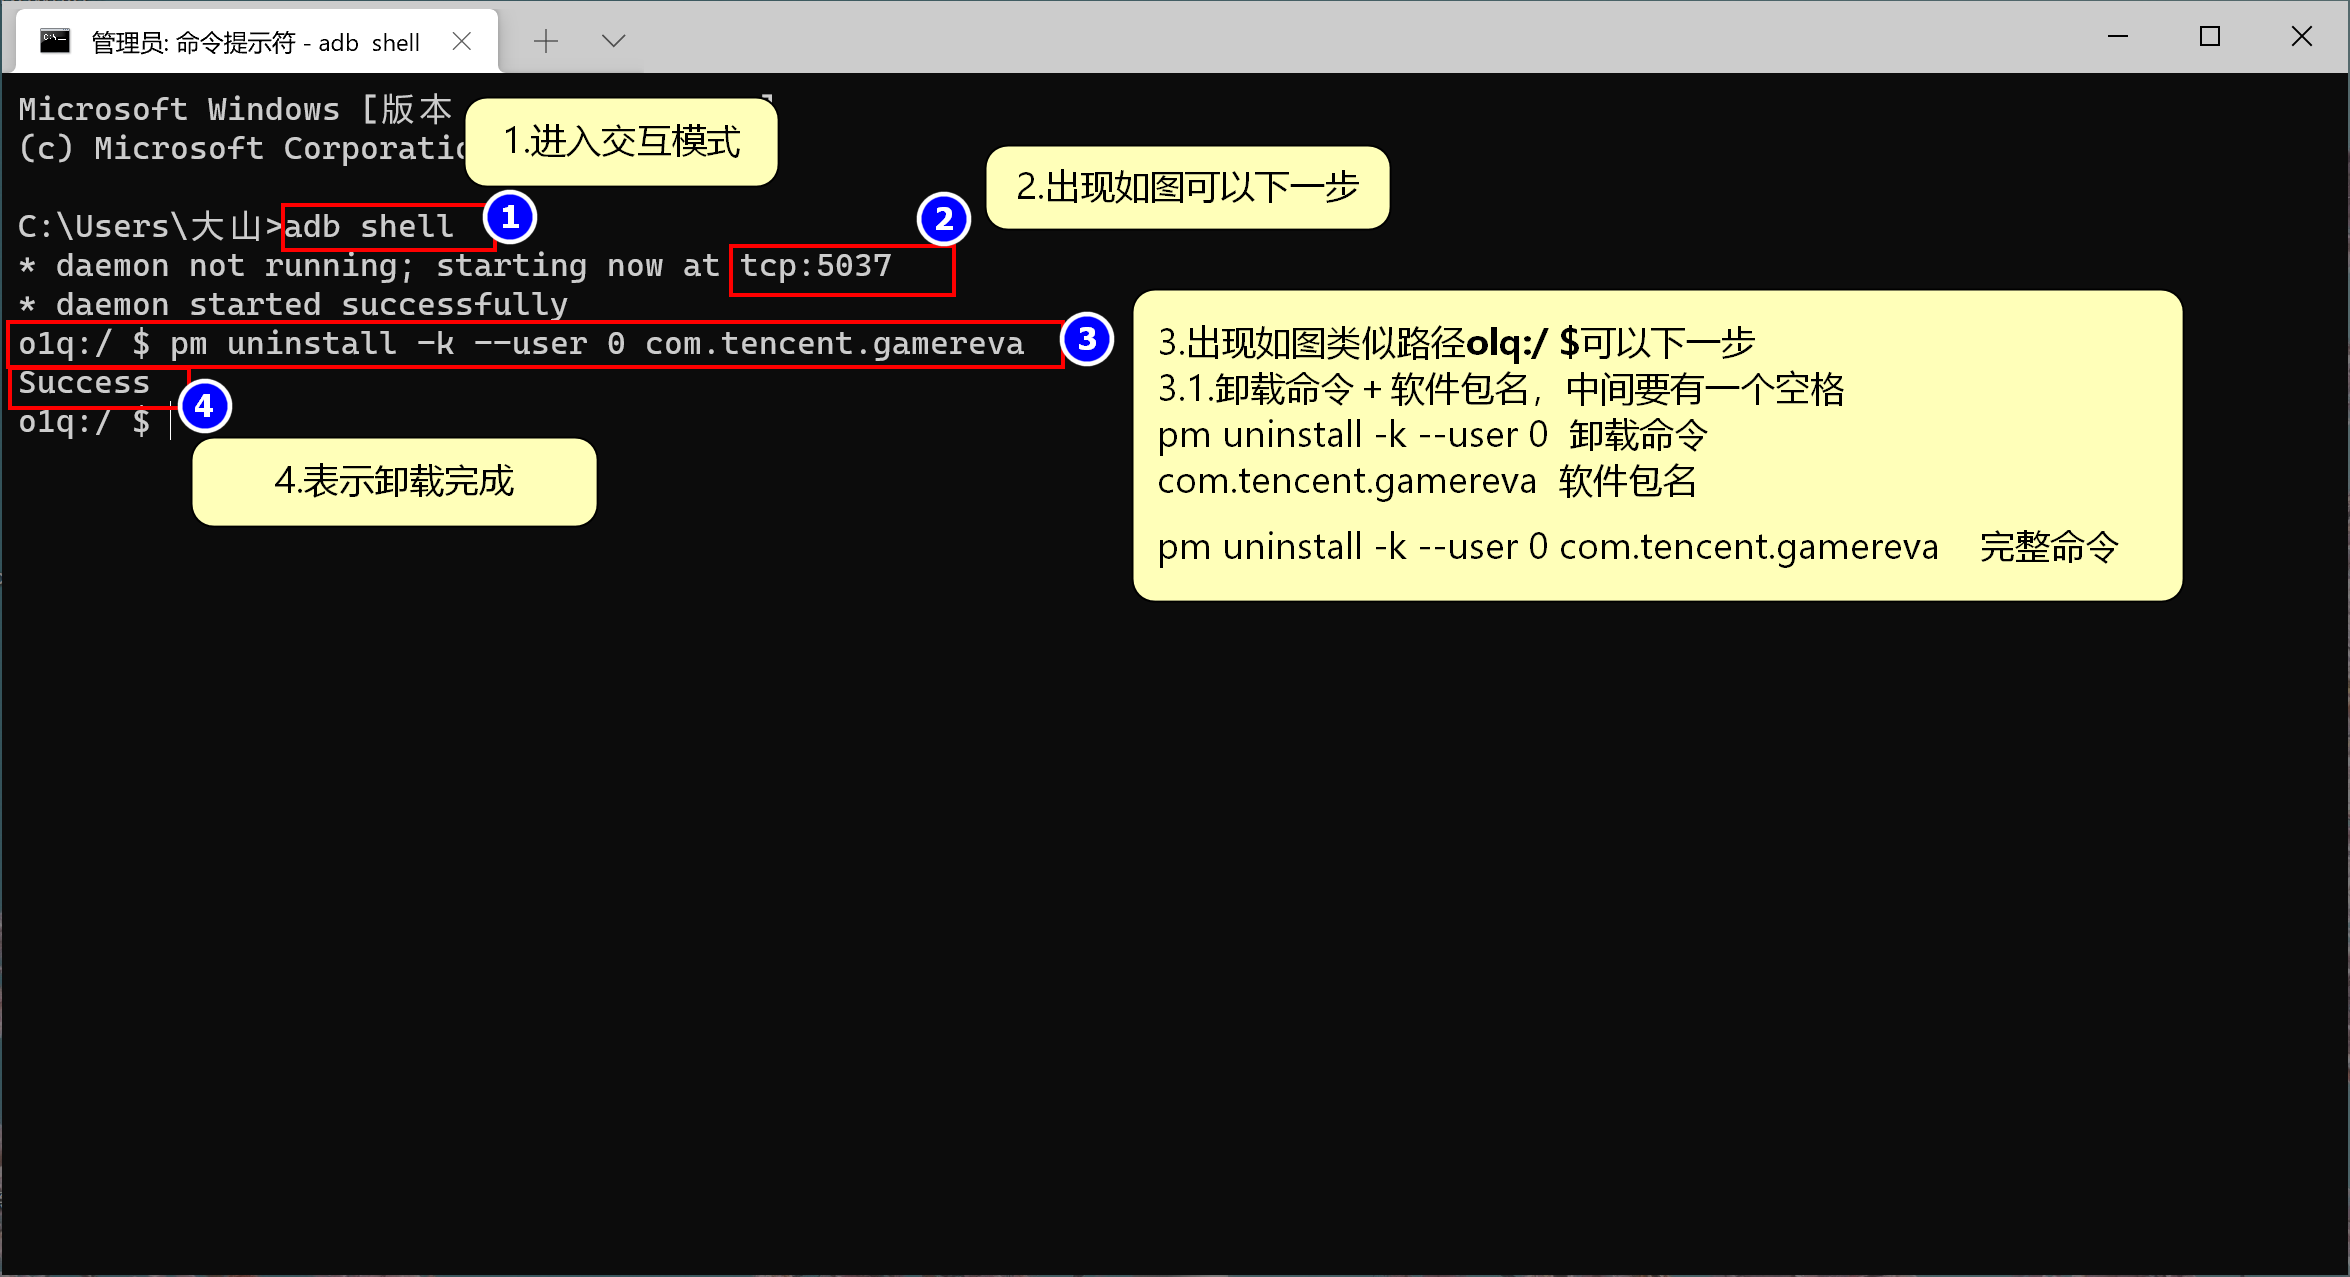 管理员: 命令提示符 - adb  shell
Microsoft Windows [版本
(c) Microsoft
1.进入交互模式
2.出现如图可以下一步
C:\Users\大山>adb shell
1
2
* daemon not running; starting now at tcp:5037
* daemon started successfully
o1q:/ $ pm uninstall -k --user 0 com.tencent.gamereva
3
Success
4
o1q:/ $
4.表示卸载完成
3.出现如图类似路径olq:/ $可以下一步
3.1.卸载命令 + 软件包名，中间要有一个空格
pm uninstall -k --user 0  卸载命令
com.tencent.gamereva  软件包名
pm uninstall -k --user 0 com.tencent.gamereva    完整命令